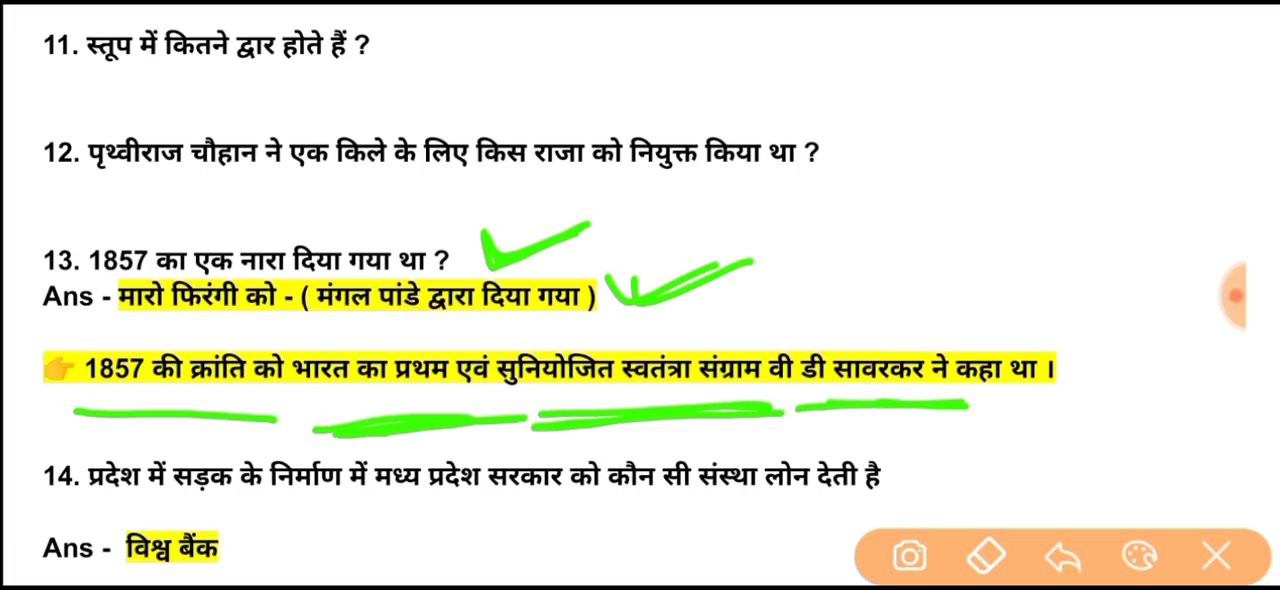 11. स्तूप में कितने द्वार होते हैं ?
12. पृथ्वीराज चौहान ने एक किले के लिए किस राजा को नियुक्त किया था ?
13. 1857 का एक नारा दिया गया था ?
Ans - मारो फिरंगी को - ( मंगल पांडे द्वारा दिया गया )
👉 1857 की क्रांति को भारत का प्रथम एवं सुनियोजित स्वतंत्रा संग्राम वी डी सावरकर ने कहा था ।
14. प्रदेश में सड़क के निर्माण में मध्य प्रदेश सरकार को कौन सी संस्था लोन देती है
Ans - विश्व बैंक